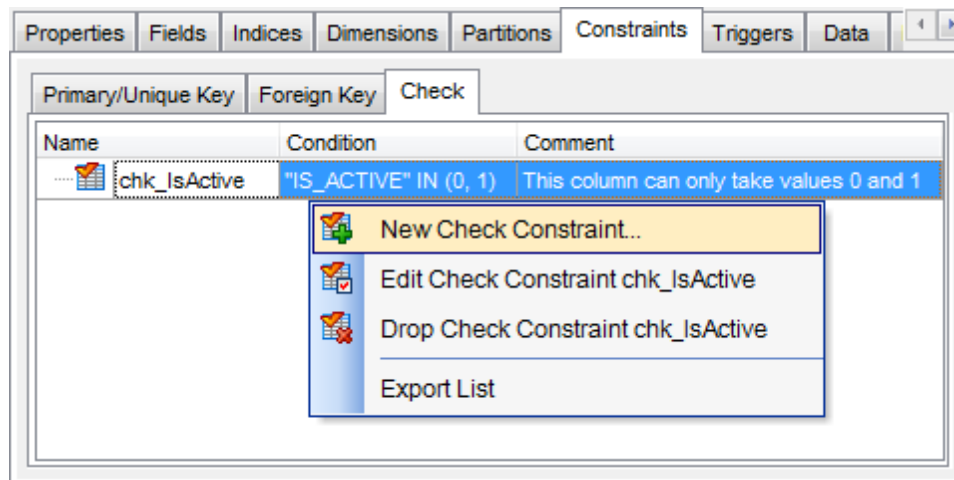 Properties Fields Indices Dimensions Partitions Constraints Triggers Data
Primary/Unique Key Foreign Key Check
Name Condition Comment
chk_IsActive "IS_ACTIVE" IN (0, 1) This column can only take values 0 and 1
New Check Constraint...
Edit Check Constraint chk_IsActive
Drop Check Constraint chk_IsActive
Export List